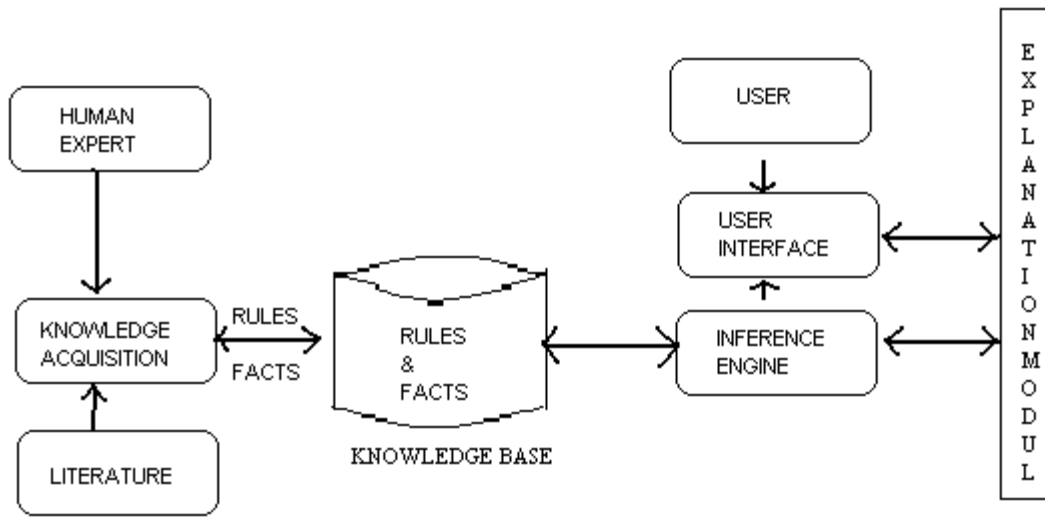 HUMAN
EXPERT
KNOWLEDGE
ACQUISITION
LITERATURE
RULES
FACTS
RULES
&
FACTS
KNOWLEDGE BASE
USER
USER
INTERFACE
INFERENCE
ENGINE
E
X
P
L
A
N
A
T
I
O
N
M
O
D
U
L